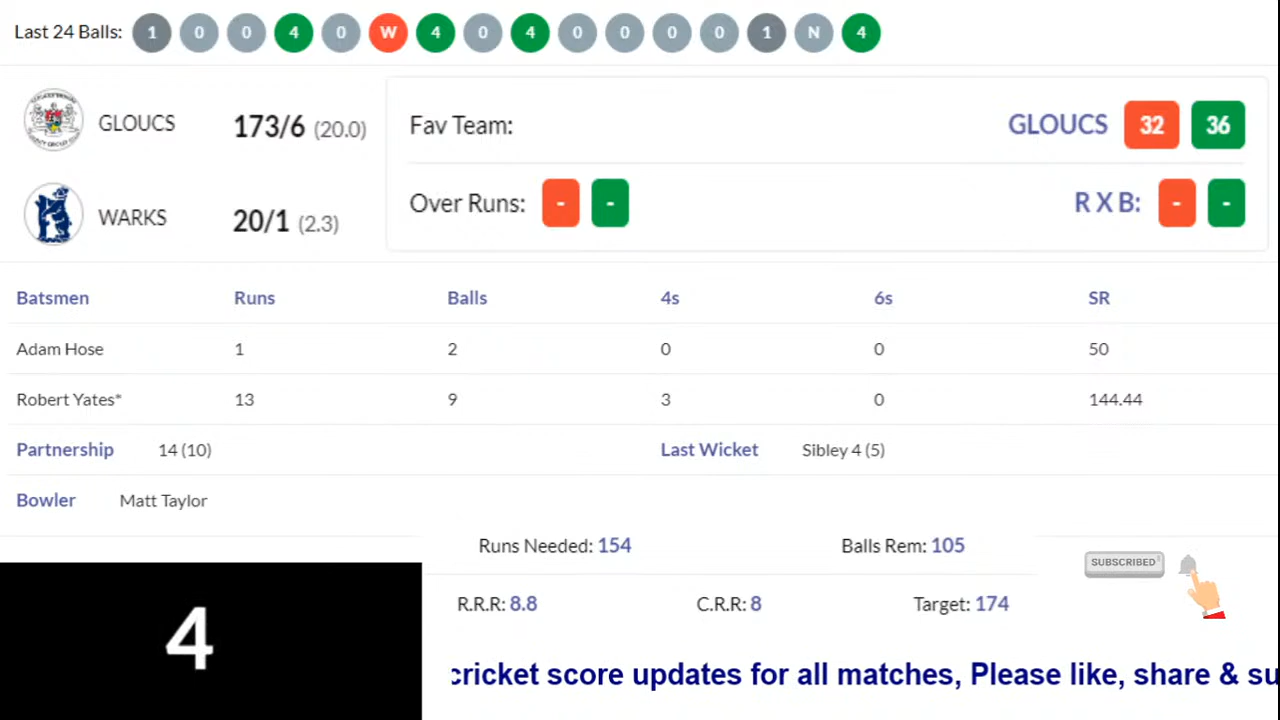 Last 24 Balls: 1 0 0 4 0 W 4 0 4 0 0 0 0 1 N 4
GLOUCS 173/6 (20.0)
Fav Team: GLOUCS 32 36
WARKS 20/1 (2.3)
Over Runs: - - R X B: - -
Batsmen Runs Balls 4s 6s SR
Adam Hose 1 2 0 0 50
Robert Yates* 13 9 3 0 144.44
Partnership 14 (10) Last Wicket Sibley 4 (5)
Bowler Matt Taylor
Runs Needed: 154 Balls Rem: 105
SUBSCRIBED
R.R.R: 8.8 C.R.R: 8 Target: 174
4
cricket score updates for all matches, Please like, share & su